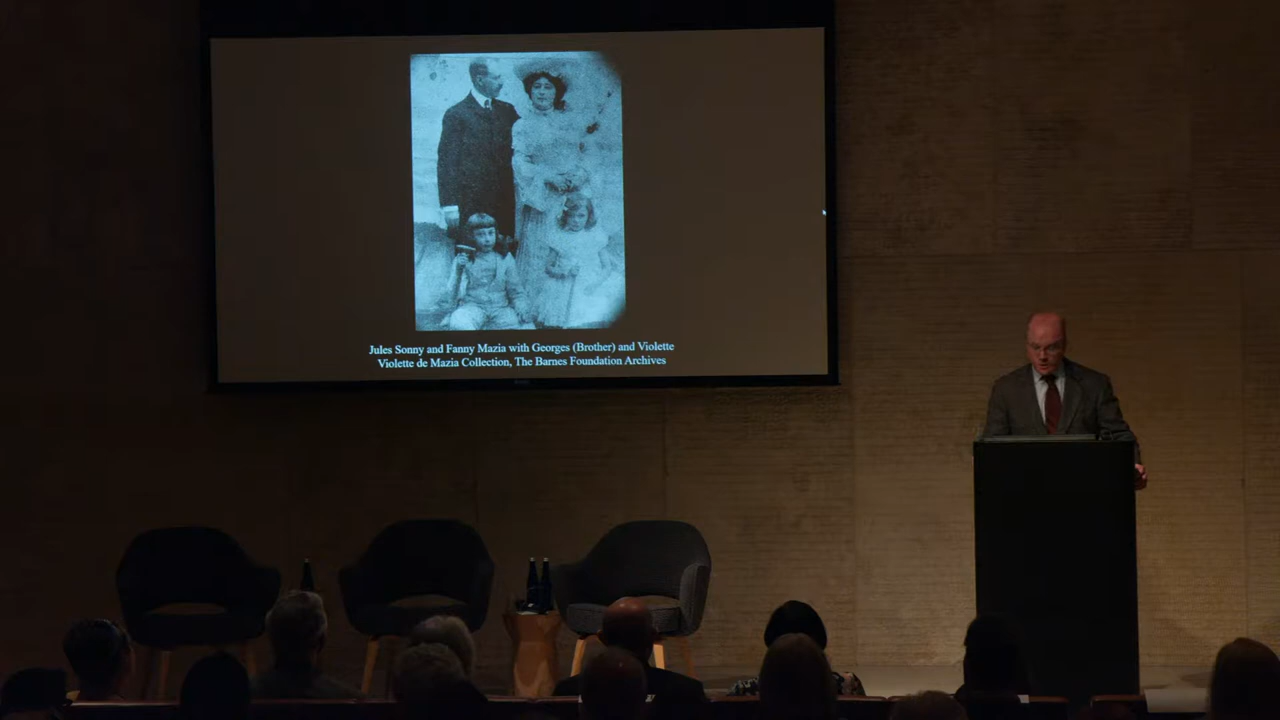 Jules Sonny and Fanny Mazia with Georges (Brother) and Violette
Violette de Mazia Collection, The Barnes Foundation Archives